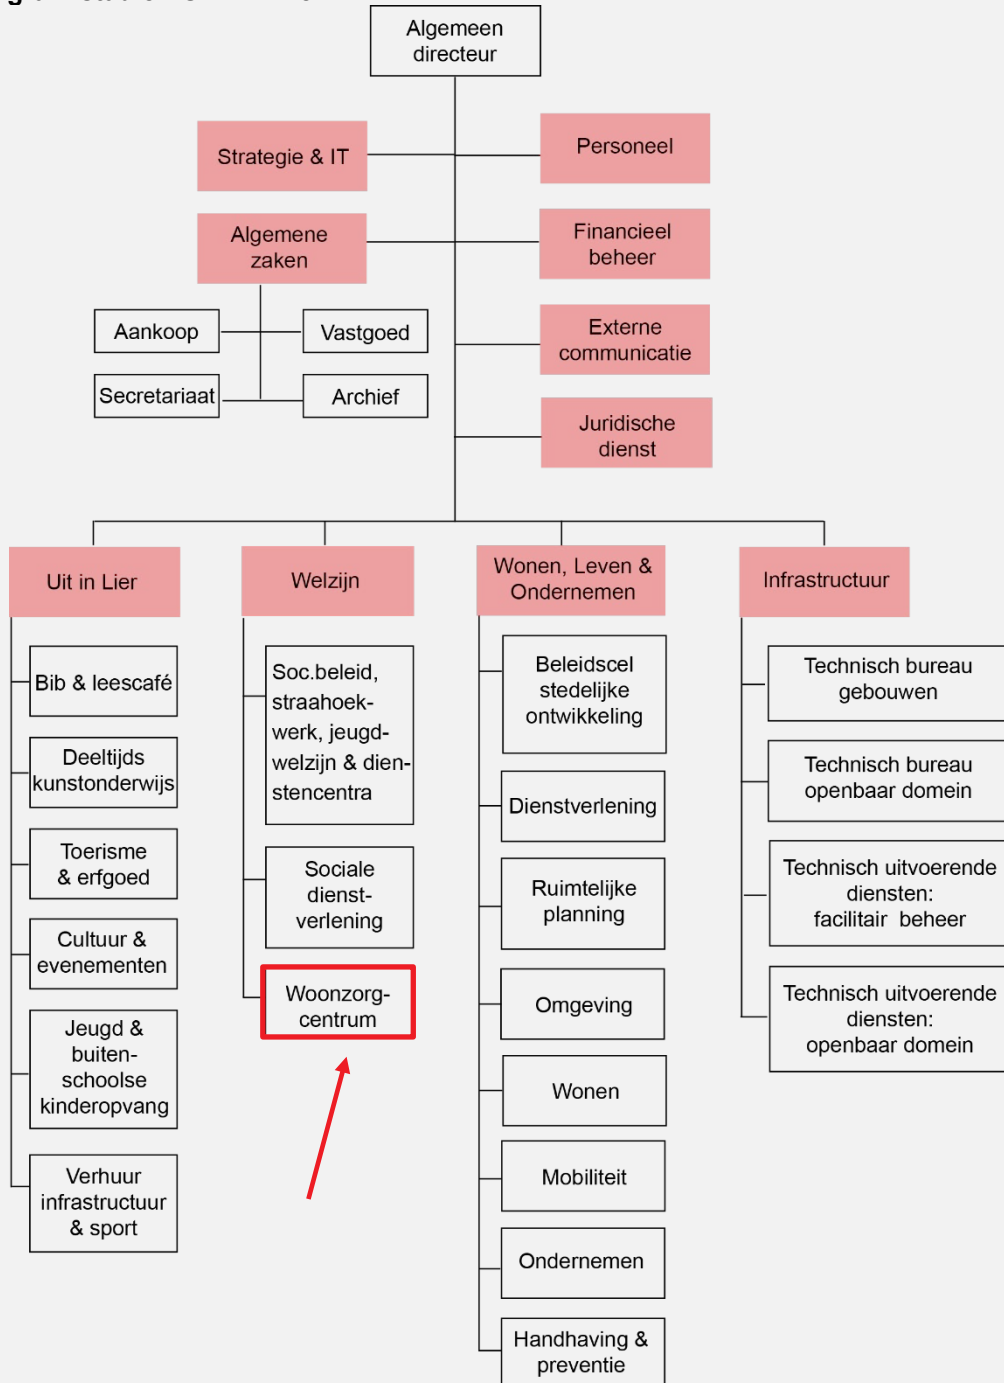 Algemeen
directeur
Strategie & IT
Personeel
Algemene
zaken
Financieel
beheer
Aankoop
Vastgoed
Externe
communicatie
Secretariaat
Archief
Juridische
dienst
Uit in Lier
Bib & leescafé
Deeltijds
kunstonderwijs
Toerisme
& erfgoed
Cultuur &
evenementen
Jeugd &
buiten-
schoolse
kinderopvang
Verhuur
infrastructuur
& sport
Welzijn
Soc.beleid,
straahoek-
werk, jeugd-
welzijn & dien-
stencentra
Sociale
dienst-
verlening
Woonzorg-
centrum
Wonen, Leven &
Ondernemen
Beleidscel
stedelijke
ontwikkeling
Dienstverlening
Ruimtelijke
planning
Omgeving
Wonen
Mobiliteit
Ondernemen
Handhaving &
preventie
Infrastructuur
Technisch bureau
gebouwen
Technisch bureau
openbaar domein
Technisch uitvoerende
diensten:
facilitair beheer
Technisch uitvoerende
diensten:
openbaar domein